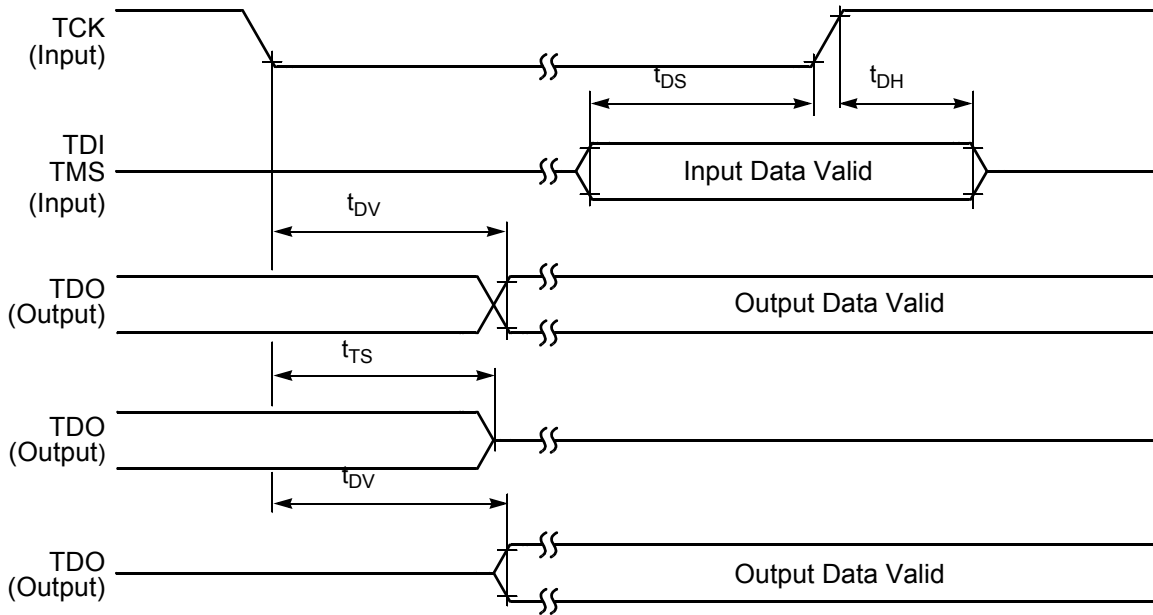 TCK
(Input)
tDS
tDH
TDI
TMS
(Input)
Input Data Valid
tDV
TDO
(Output)
Output Data Valid
tTS
TDO
(Output)
tDV
TDO
(Output)
Output Data Valid